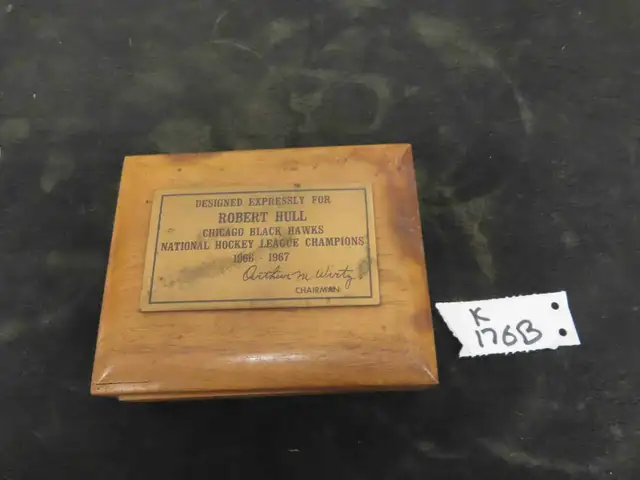 DESIGNED EXPRESSLY FOR
ROBERT HULL
CHICAGO BLACK HAWKS
NATIONAL HOCKEY LEAGUE CHAMPIONS
1966 - 1967
Arthur M Wirtz
CHAIRMAN
K
176B